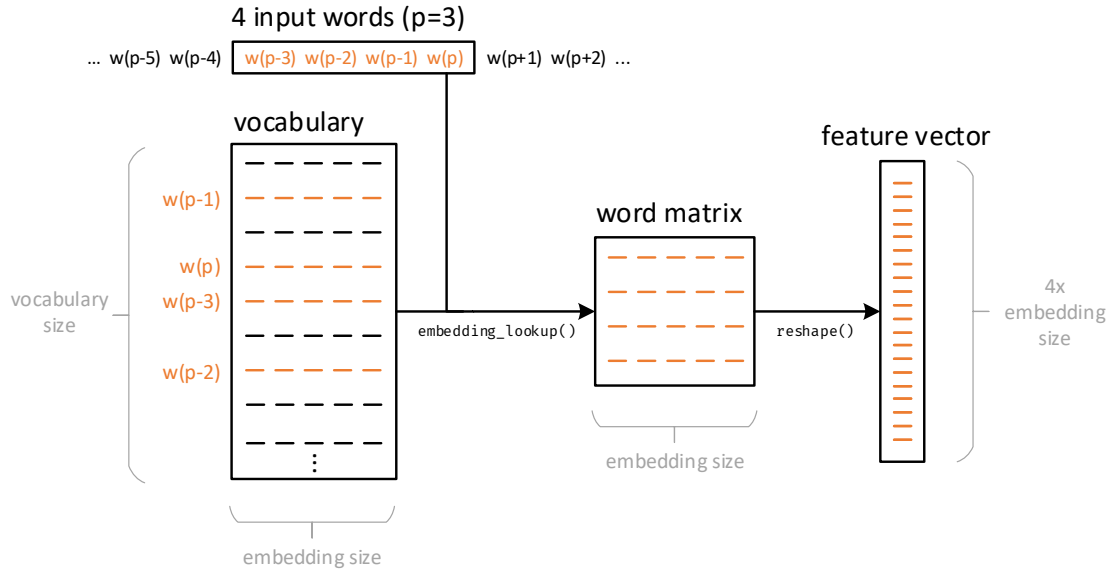 4 input words (p=3)
... w(p-5) w(p-4) w(p-3) w(p-2) w(p-1) w(p) w(p+1) w(p+2) ...
vocabulary
feature vector
w(p-1)
word matrix
w(p)
vocabulary
size
w(p-3)
4x
embedding
size
embedding_lookup()
reshape()
w(p-2)
embedding size
embedding size